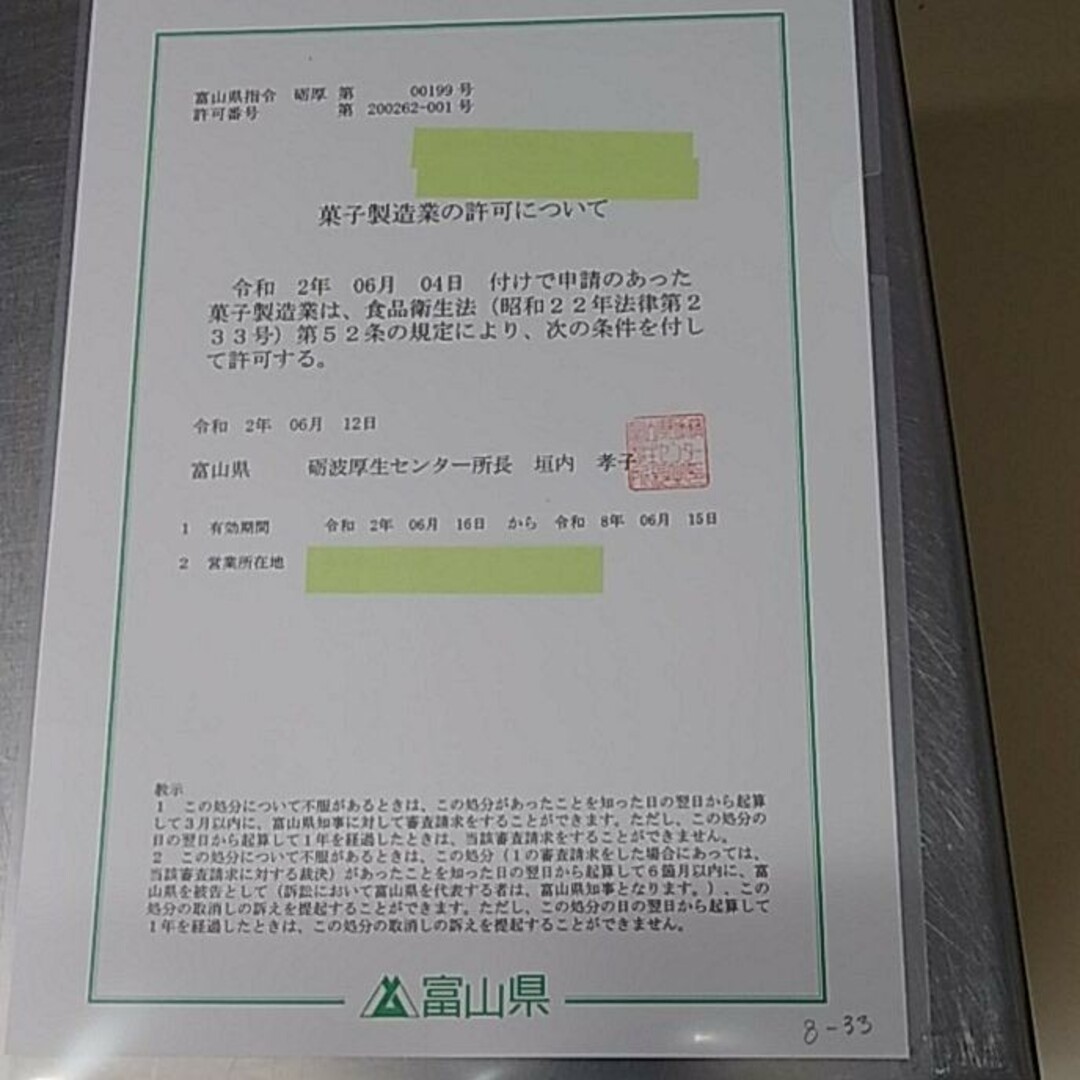 富山県指令　砺厚　第　00199 号
許可番号　第　200262-001 号
菓子製造業の許可について
令和　2年　06月　04日　付けで申請のあった
菓子製造業は、食品衛生法（昭和２２年法律第２
３３号）第５２条の規定により、次の条件を付し
て許可する。
令和　2年　06月　12日
富山県　砺波厚生センター所長　垣内　孝子
1　有効期間　令和　2年　06月　16日　から　令和　8年　06月　15日
2　営業所在地
教示
１　この処分について不服があるときは、この処分があったことを知った日の翌日から起算
して３月以内に、富山県知事に対して審査請求をすることができます。ただし、この処分の
日の翌日から起算して１年を経過したときは、当該審査請求をすることができません。
２　この処分について不服があるときは、この処分（１の審査請求をした場合にあっては、
当該審査請求に対する裁決）があったことを知った日の翌日から起算して６箇月以内に、富
山県を被告として（訴訟において富山県を代表する者は、富山県知事となります。）、この
処分の取消しの訴えを提起することができます。ただし、この処分の日の翌日から起算して
１年を経過したときは、この処分の取消しの訴えを提起することができません。
富山県
8-33